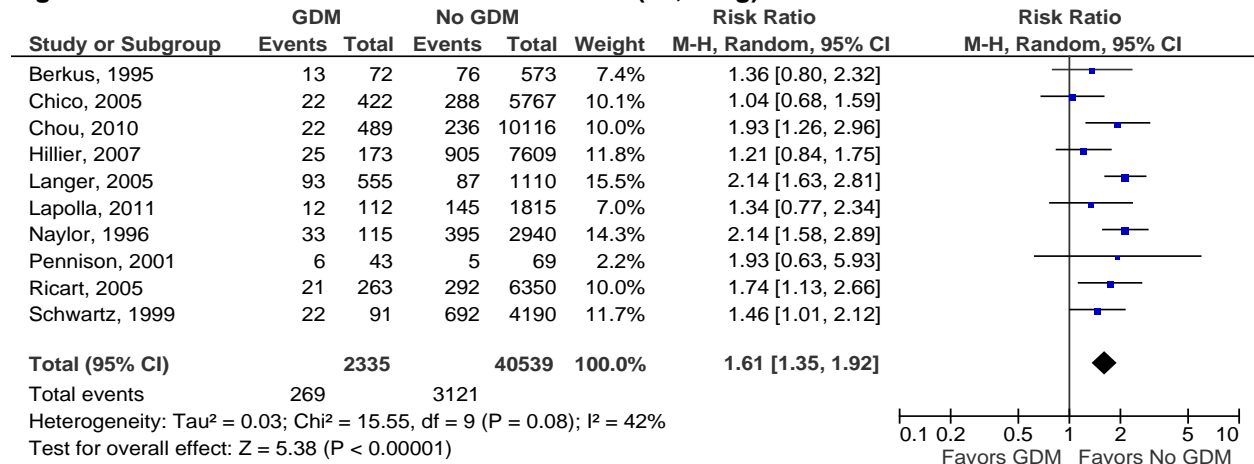 GDM No GDM Risk Ratio Risk Ratio
Study or Subgroup Events Total Events Total Weight M-H, Random, 95% CI M-H, Random, 95% CI
Berkus, 1995 13 72 76 573 7.4% 1.36 [0.80, 2.32]
Chico, 2005 22 422 288 5767 10.1% 1.04 [0.68, 1.59]
Chou, 2010 22 489 236 10116 10.0% 1.93 [1.26, 2.96]
Hillier, 2007 25 173 905 7609 11.8% 1.21 [0.84, 1.75]
Langer, 2005 93 555 87 1110 15.5% 2.14 [1.63, 2.81]
Lapolla, 2011 12 112 145 1815 7.0% 1.34 [0.77, 2.34]
Naylor, 1996 33 115 395 2940 14.3% 2.14 [1.58, 2.89]
Pennison, 2001 6 43 5 69 2.2% 1.93 [0.63, 5.93]
Ricart, 2005 21 263 292 6350 10.0% 1.74 [1.13, 2.66]
Schwartz, 1999 22 91 692 4190 11.7% 1.46 [1.01, 2.12]
Total (95% CI) 2335 40539 100.0% 1.61 [1.35, 1.92]
Total events 269 3121
Heterogeneity: Tau² = 0.03; Chi² = 15.55, df = 9 (P = 0.08); I² = 42%
Test for overall effect: Z = 5.38 (P < 0.00001)
0.1 0.2 0.5 1 2 5 10
Favors GDM Favors No GDM